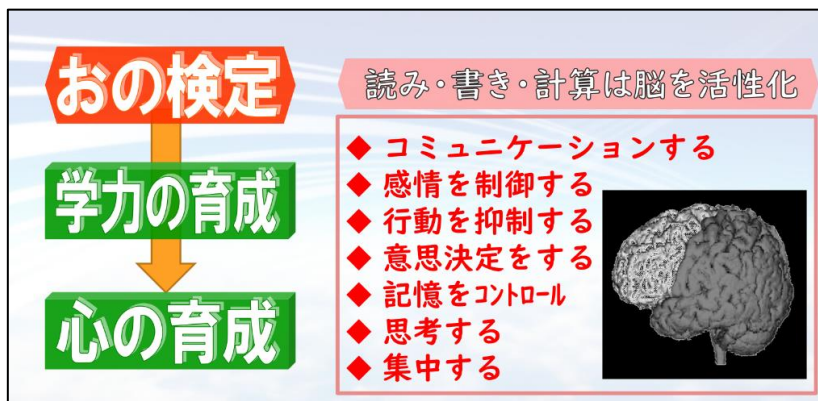 おの検定
学力の育成
心の育成
読み・書き・計算は脳を活性化
◆ コミュニケーションする
◆ 感情を制御する
◆ 行動を抑制する
◆ 意思決定をする
◆ 記憶をコントロール
◆ 思考する
◆ 集中する